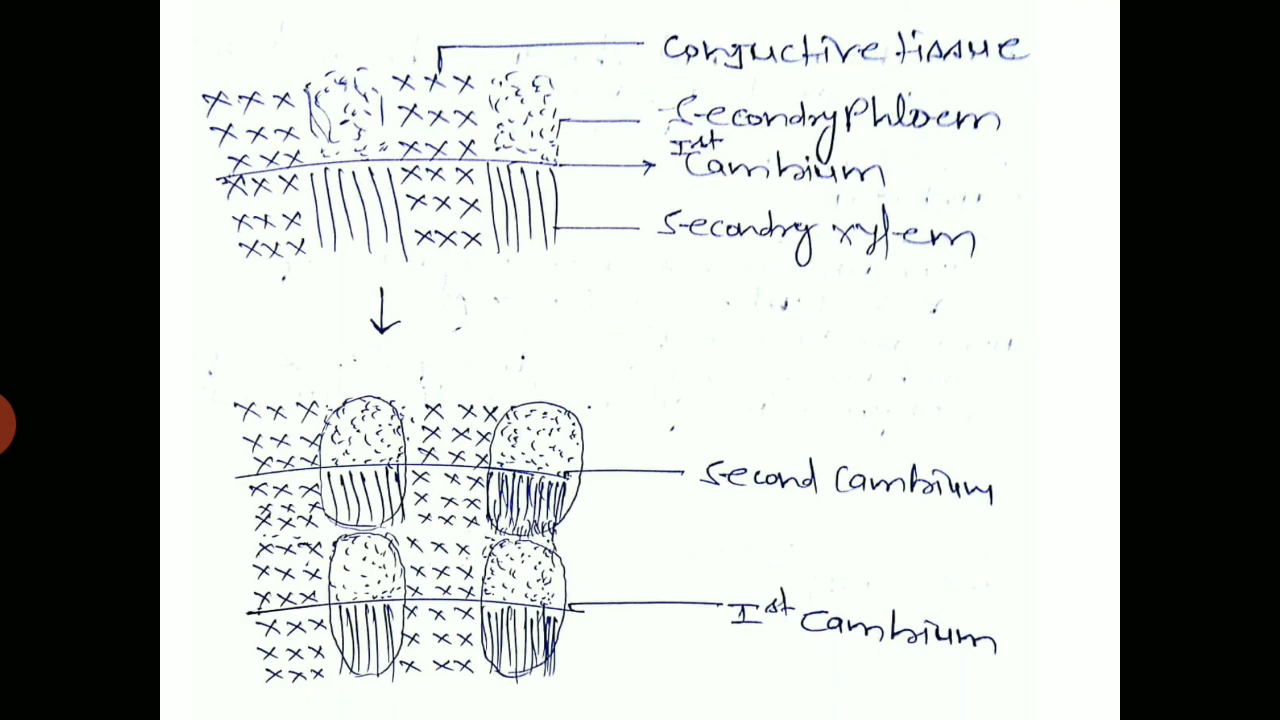 Conjuctive tissue
Secondry Phloem
Ist
Cambium
Secondry xylem
Second Cambium
Ist Cambium